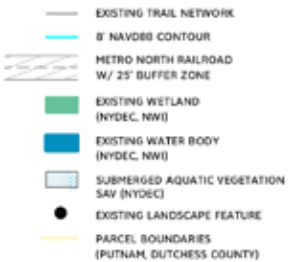 EXISTING TRAIL NETWORK
8' NAVD88 CONTOUR
METRO NORTH RAILROAD
W/ 25' BUFFER ZONE
EXISTING WETLAND
(NYDEC, NWI)
EXISTING WATER BODY
(NYDEC, NWI)
SUBMERGED AQUATIC VEGETATION
SAV (NYDEC)
EXISTING LANDSCAPE FEATURE
PARCEL BOUNDARIES
(PUTNAM, DUTCHESS COUNTY)